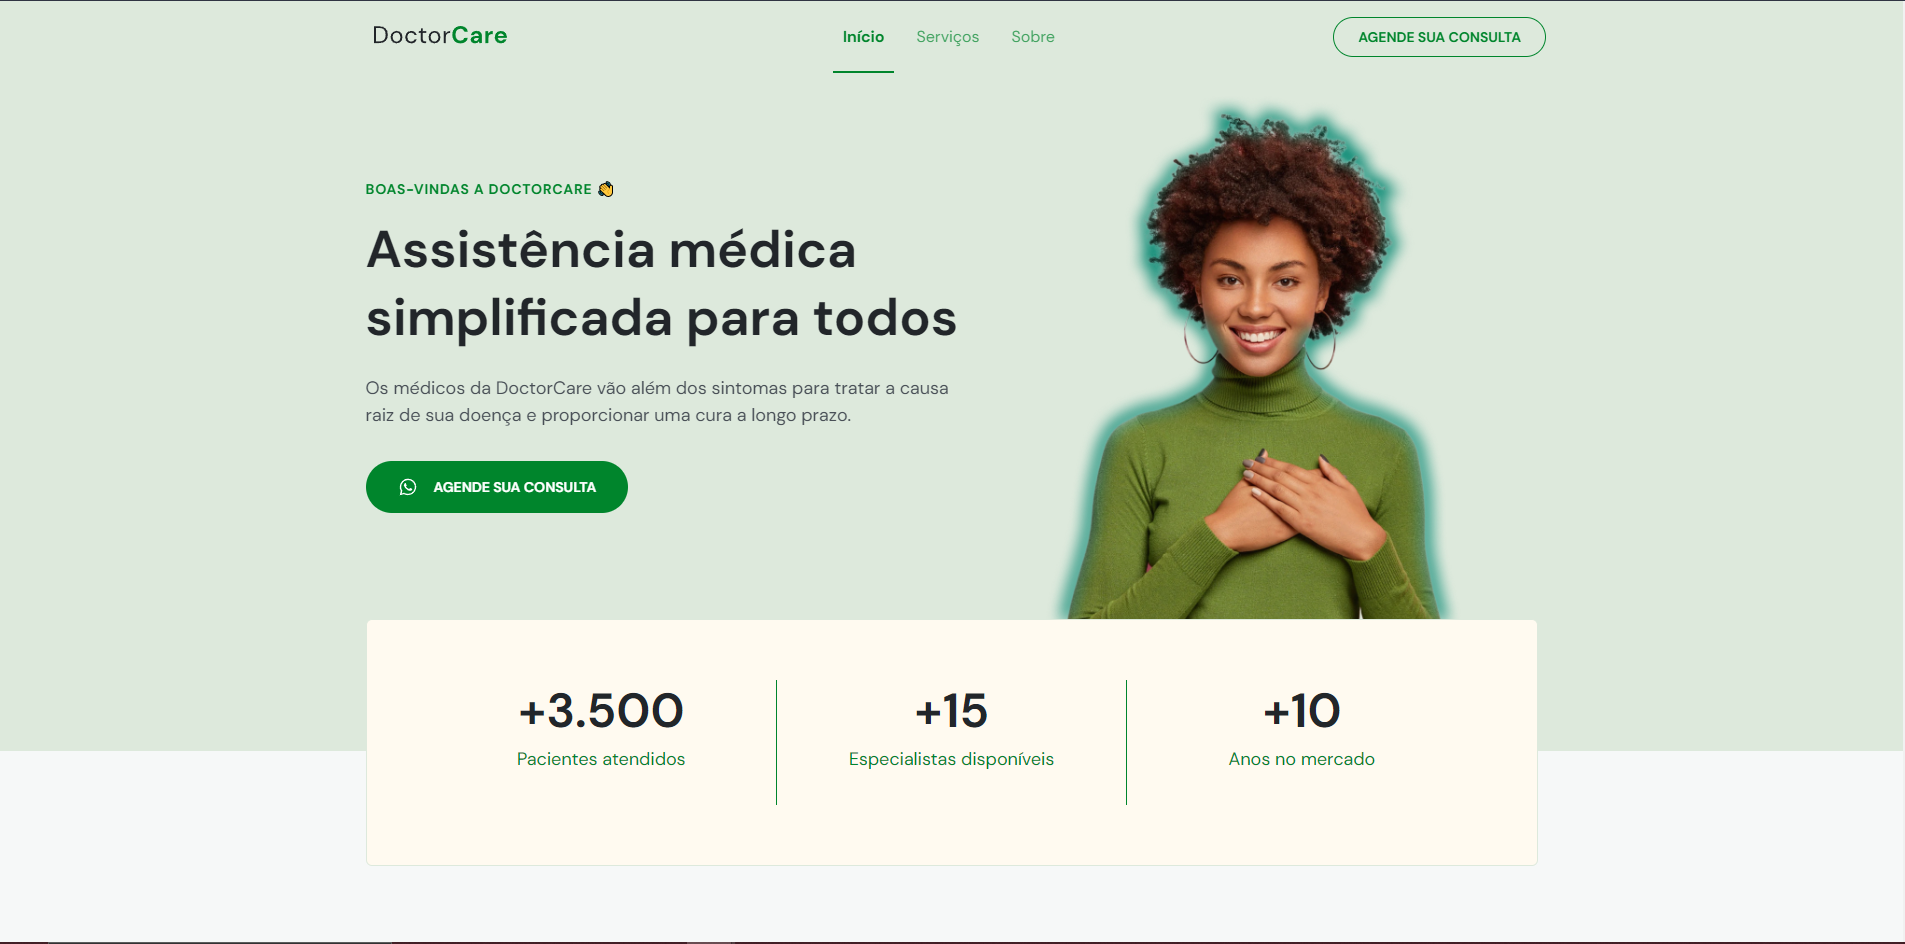 DoctorCare
Início
Serviços
Sobre
AGENDE SUA CONSULTA
BOAS-VINDAS A DOCTORCARE 👏
Assistência médica
simplificada para todos
Os médicos da DoctorCare vão além dos sintomas para tratar a causa
raiz de sua doença e proporcionar uma cura a longo prazo.
AGENDE SUA CONSULTA
+3.500
Pacientes atendidos
+15
Especialistas disponíveis
+10
Anos no mercado